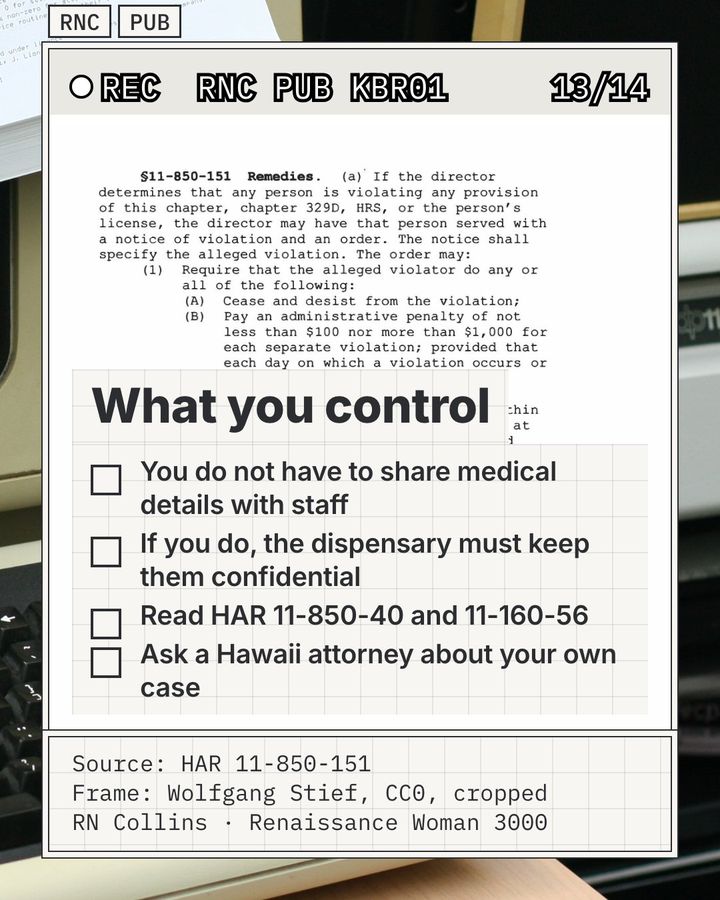 RNC PUB
REC RNC PUB KBR01 13/14
§11-850-151 Remedies. (a) If the director
determines that any person is violating any provision
of this chapter, chapter 329D, HRS, or the person's
license, the director may have that person served with
a notice of violation and an order. The notice shall
specify the alleged violation. The order may:
(1) Require that the alleged violator do any or
all of the following:
(A) Cease and desist from the violation;
(B) Pay an administrative penalty of not
less than $100 nor more than $1,000 for
each separate violation; provided that
each day on which a violation occurs or
at
What you control
You do not have to share medical
details with staff
If you do, the dispensary must keep
them confidential
Read HAR 11-850-40 and 11-160-56
Ask a Hawaii attorney about your own
case
Source: HAR 11-850-151
Frame: Wolfgang Stief, CC0, cropped
RN Collins · Renaissance Woman 3000